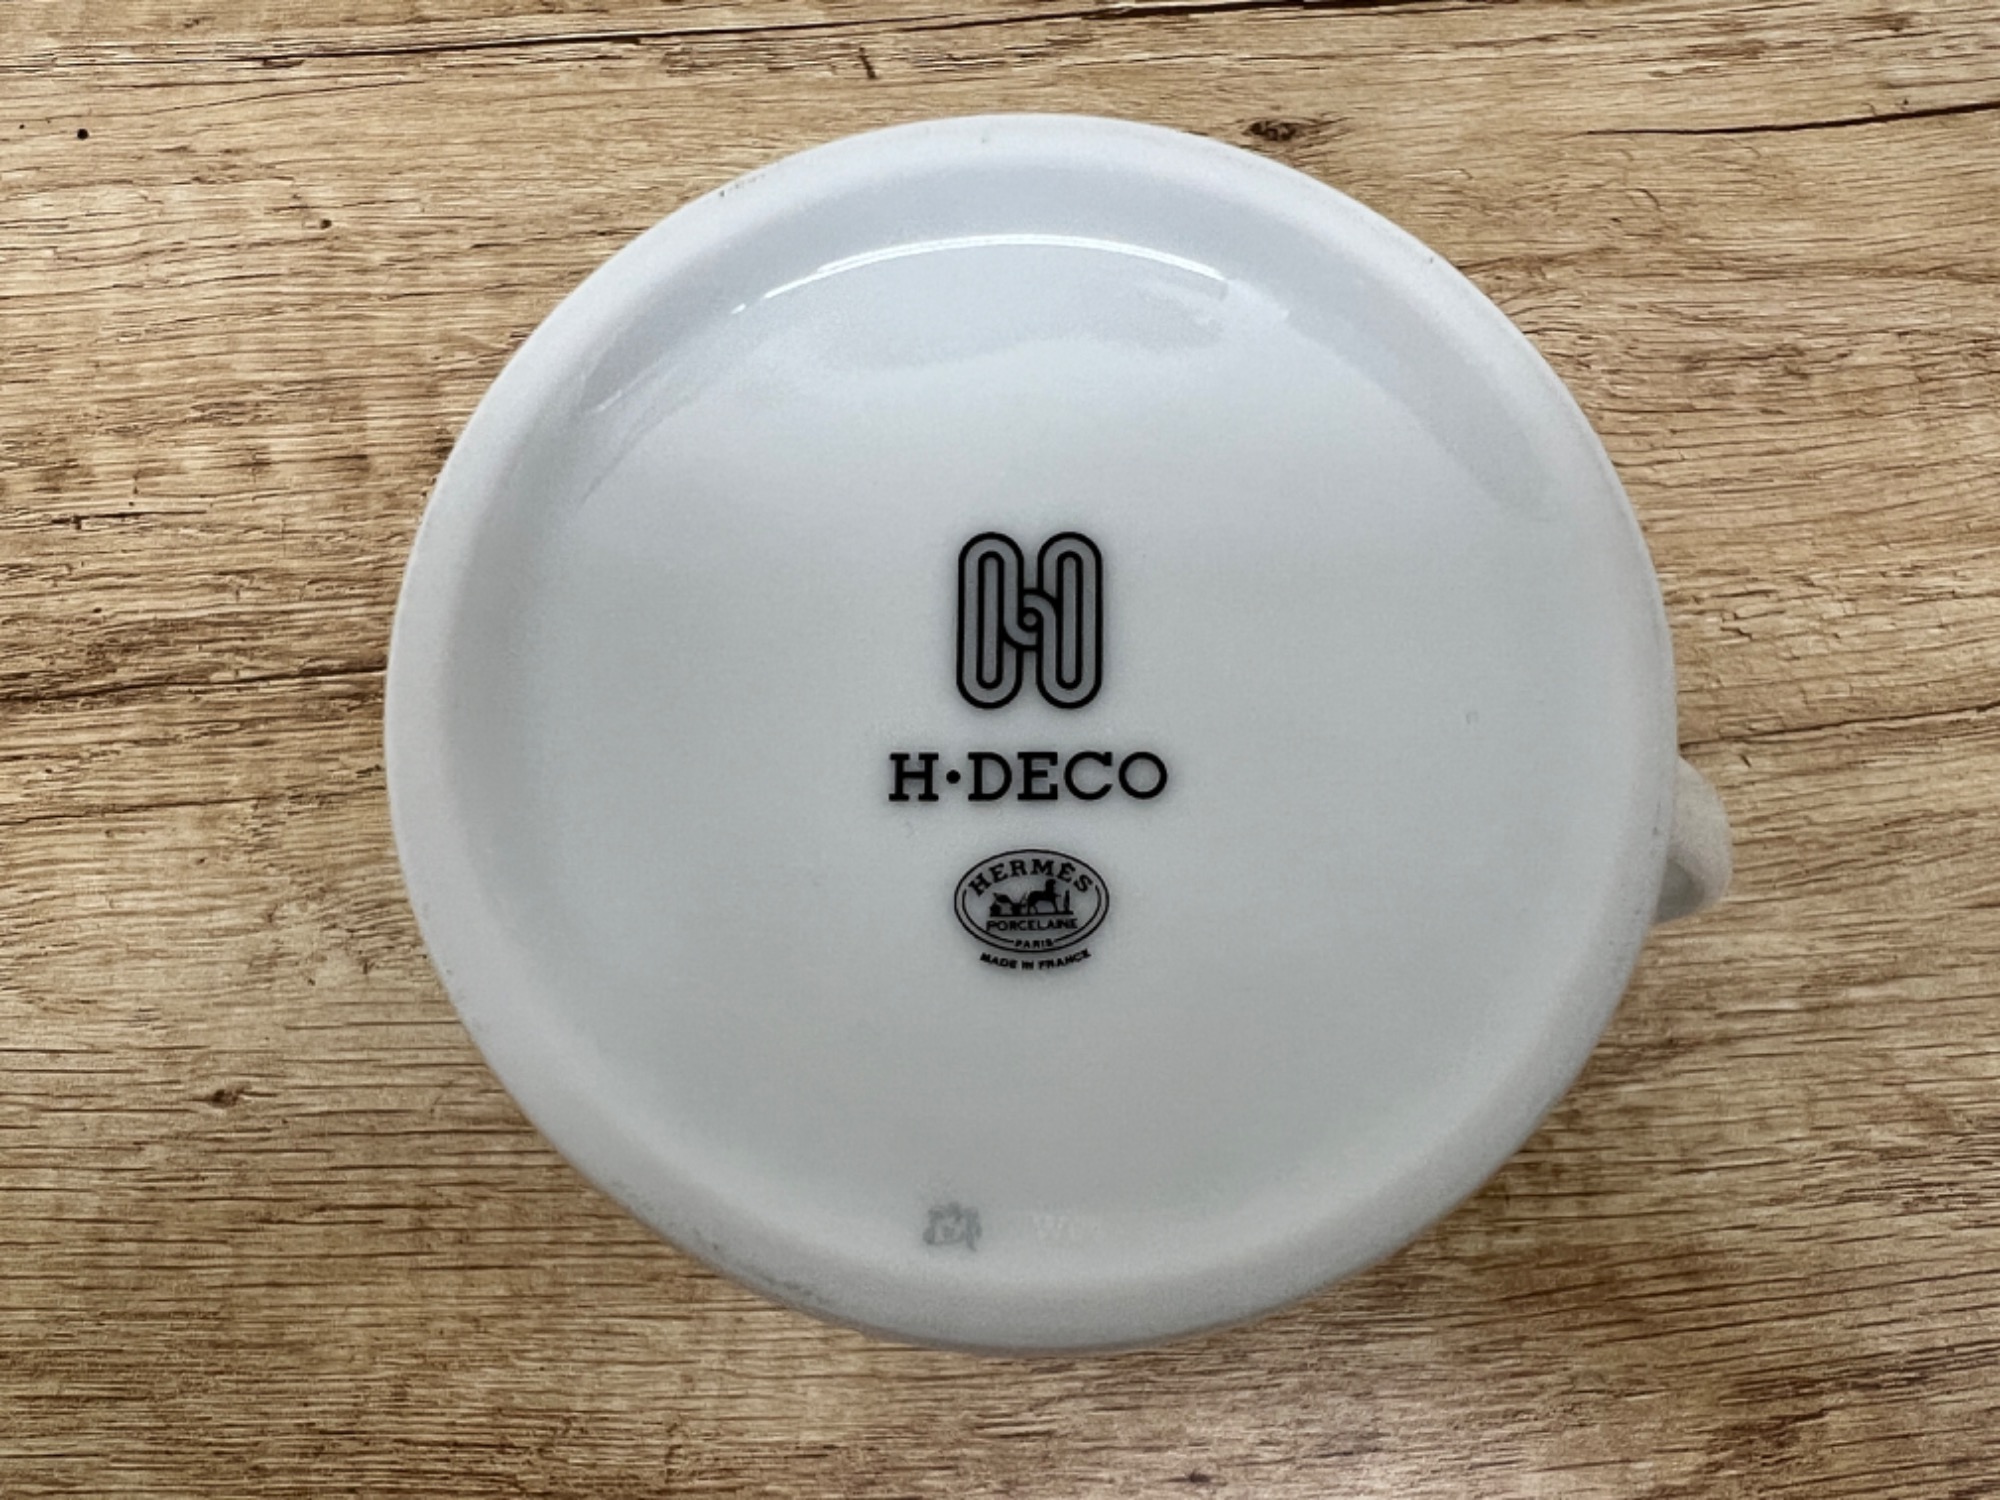 H·DECO
HERMÈS
PORCELAINE
PARIS
MADE IN FRANCE